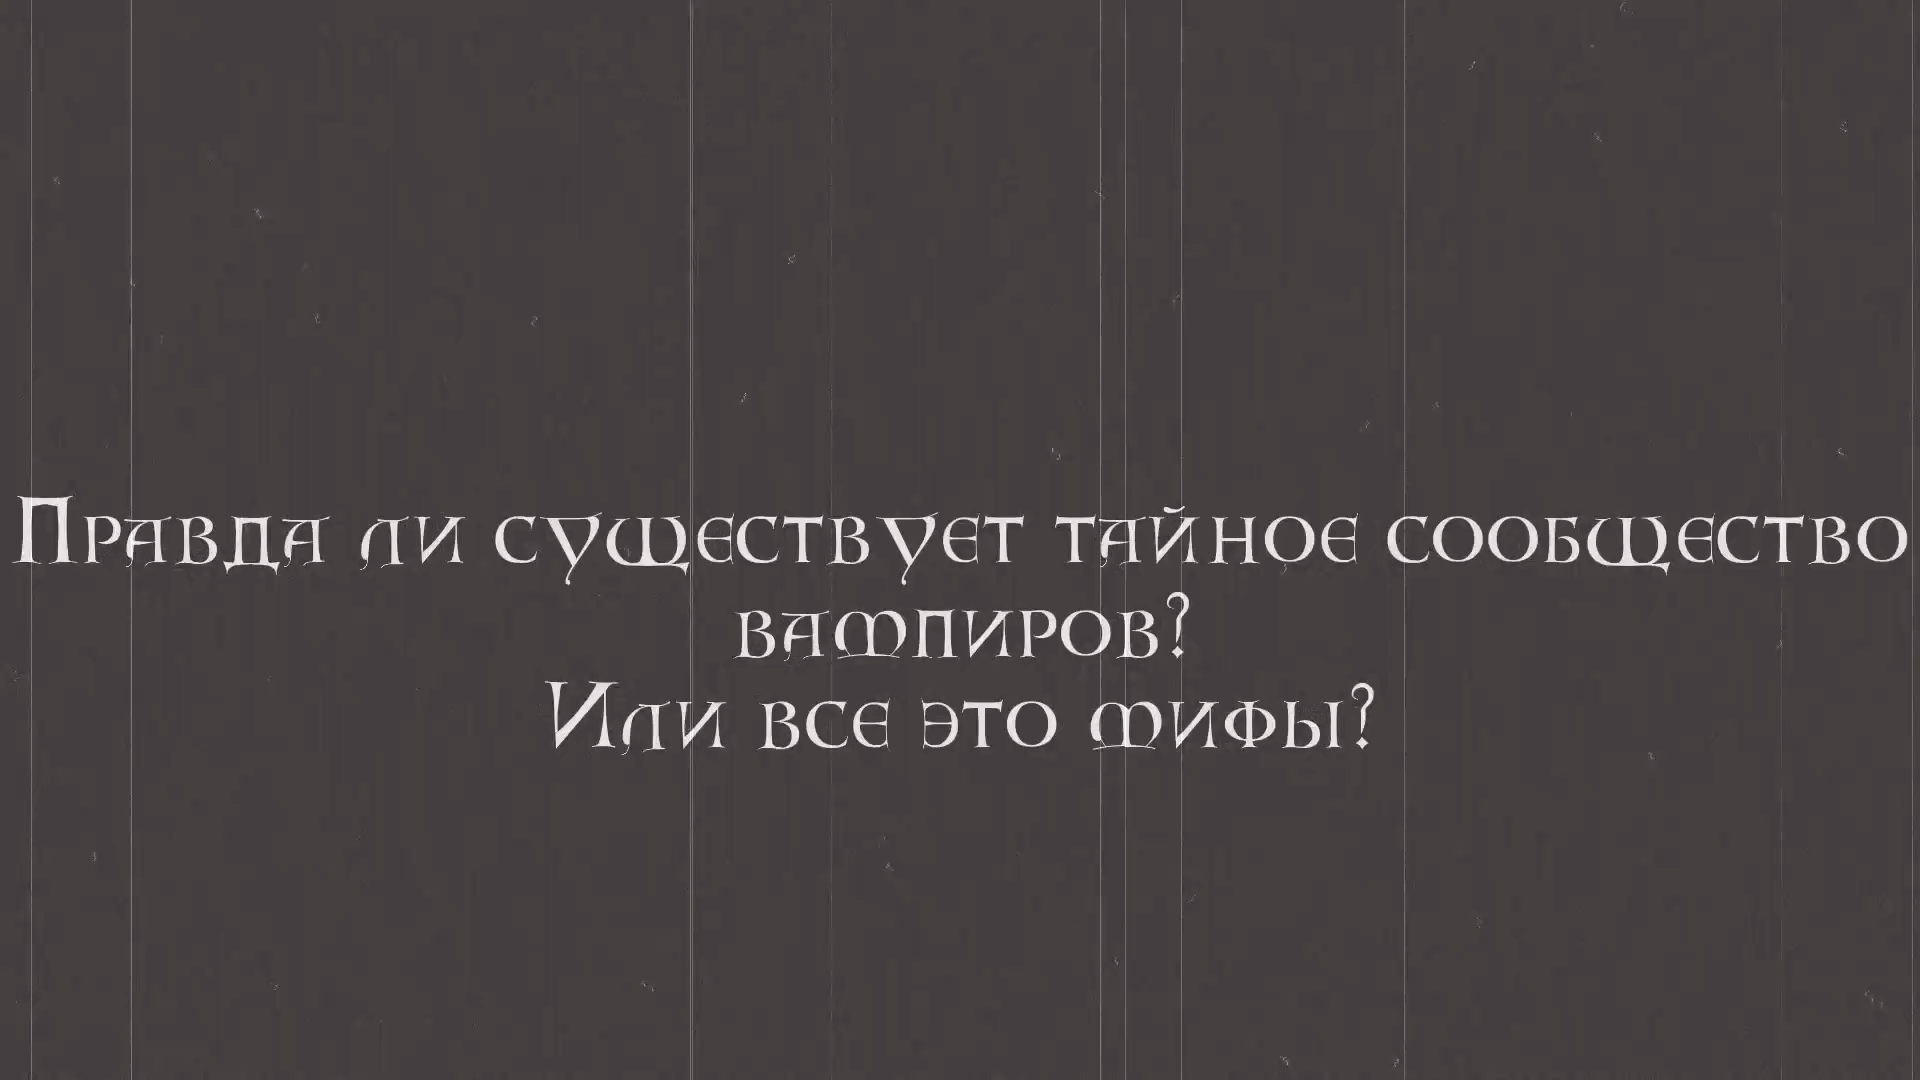 Правда ли существует тайное сообщество
вампиров?
Или все это мифы?